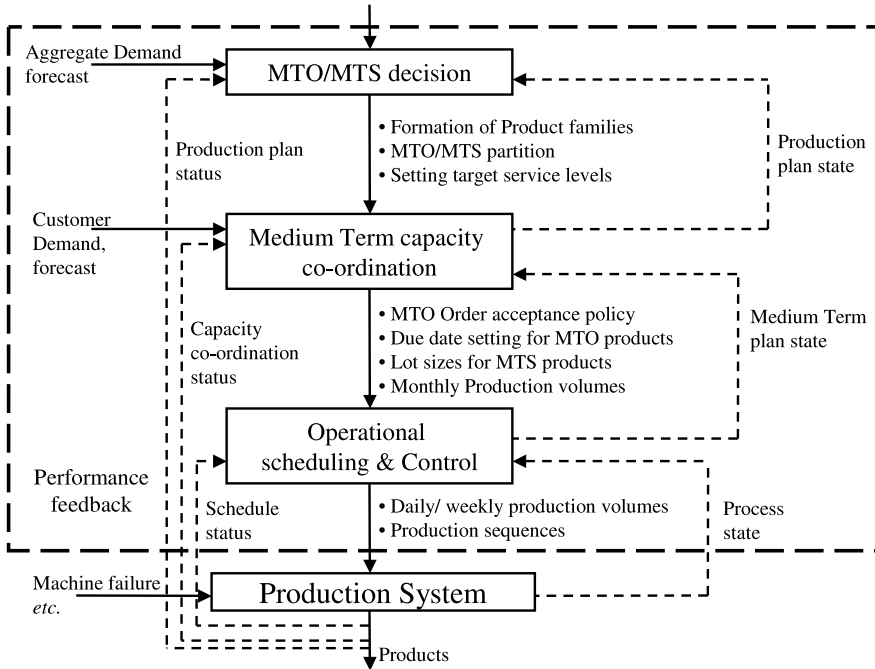 Aggregate Demand
forecast
MTO/MTS decision
• Formation of Product families
• MTO/MTS partition
• Setting target service levels
Production plan
status
Production
plan state
Customer
Demand,
forecast
Medium Term capacity
co-ordination
• MTO Order acceptance policy
• Due date setting for MTO products
• Lot sizes for MTS products
• Monthly Production volumes
Capacity
co-ordination
status
Medium Term
plan state
Operational
scheduling & Control
Performance
feedback
Schedule
status
• Daily/ weekly production volumes
• Production sequences
Process
state
Machine failure
etc.
Production System
Products